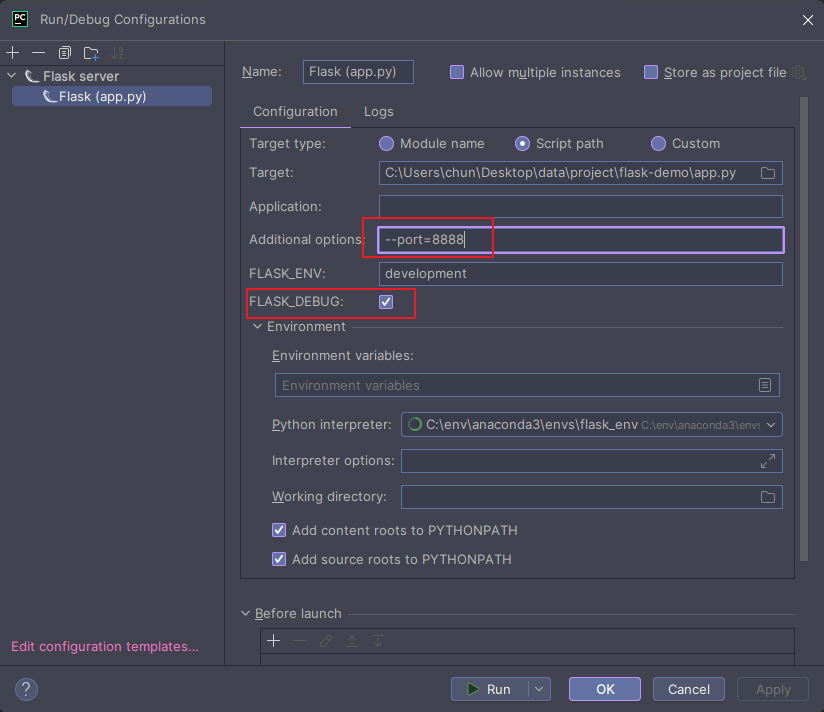 PC Run/Debug Configurations
Flask server
Flask (app.py)
Name: Flask (app.py) Allow multiple instances Store as project file
Configuration Logs
Target type: Module name Script path Custom
Target: C:\Users\chun\Desktop\data\project\flask-demo\app.py
Application:
Additional options: --port=8888
FLASK_ENV: development
FLASK_DEBUG:
Environment
Environment variables:
Environment variables
Python interpreter: C:\env\anaconda3\envs\flask_env C:\env\anaconda3\envs
Interpreter options:
Working directory:
Add content roots to PYTHONPATH
Add source roots to PYTHONPATH
Before launch
Edit configuration templates...
? Run OK Cancel Apply